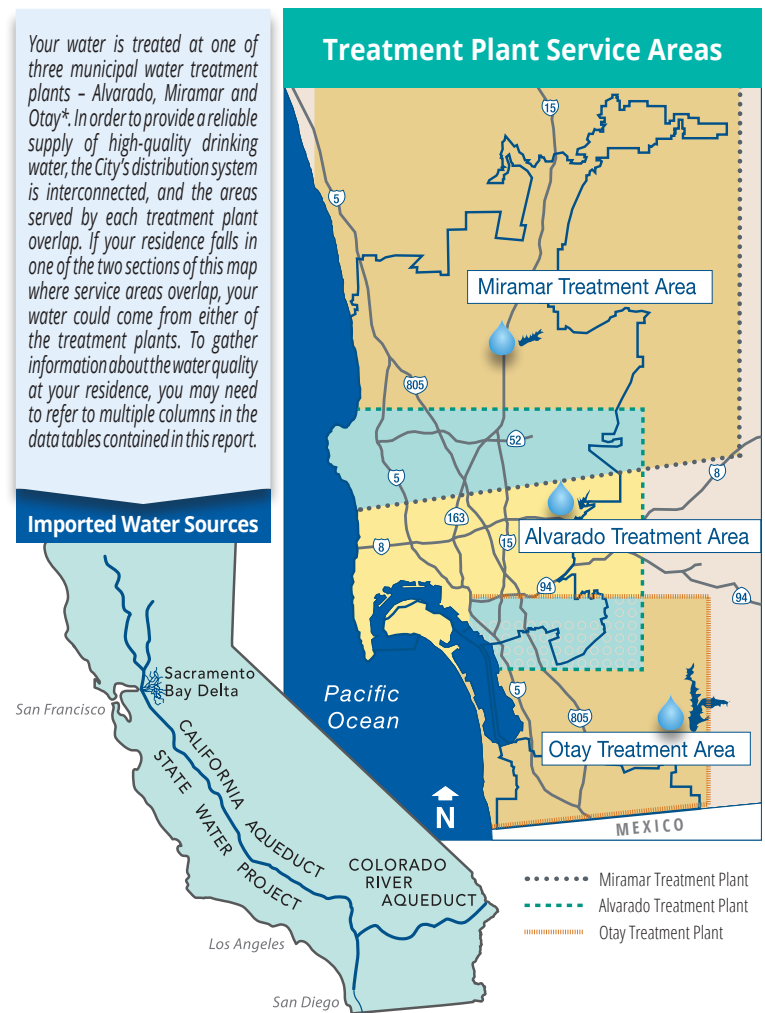 Your water is treated at one of
three municipal water treatment
plants – Alvarado, Miramar and
Otay*. In order to provide a reliable
supply of high-quality drinking
water, the City's distribution system
is interconnected, and the areas
served by each treatment plant
overlap. If your residence falls in
one of the two sections of this map
where service areas overlap, your
water could come from either of
the treatment plants. To gather
information about the water quality
at your residence, you may need
to refer to multiple columns in the
data tables contained in this report.
Imported Water Sources
Sacramento
Bay Delta
San Francisco
CALIFORNIA AQUEDUCT
STATE WATER PROJECT
COLORADO
RIVER
AQUEDUCT
Los Angeles
San Diego
Treatment Plant Service Areas
15
5
Miramar Treatment Area
805
52
5
8
163
Alvarado Treatment Area
8
15
94
94
Pacific
Ocean
5
805
Otay Treatment Area
N
MEXICO
Miramar Treatment Plant
Alvarado Treatment Plant
Otay Treatment Plant